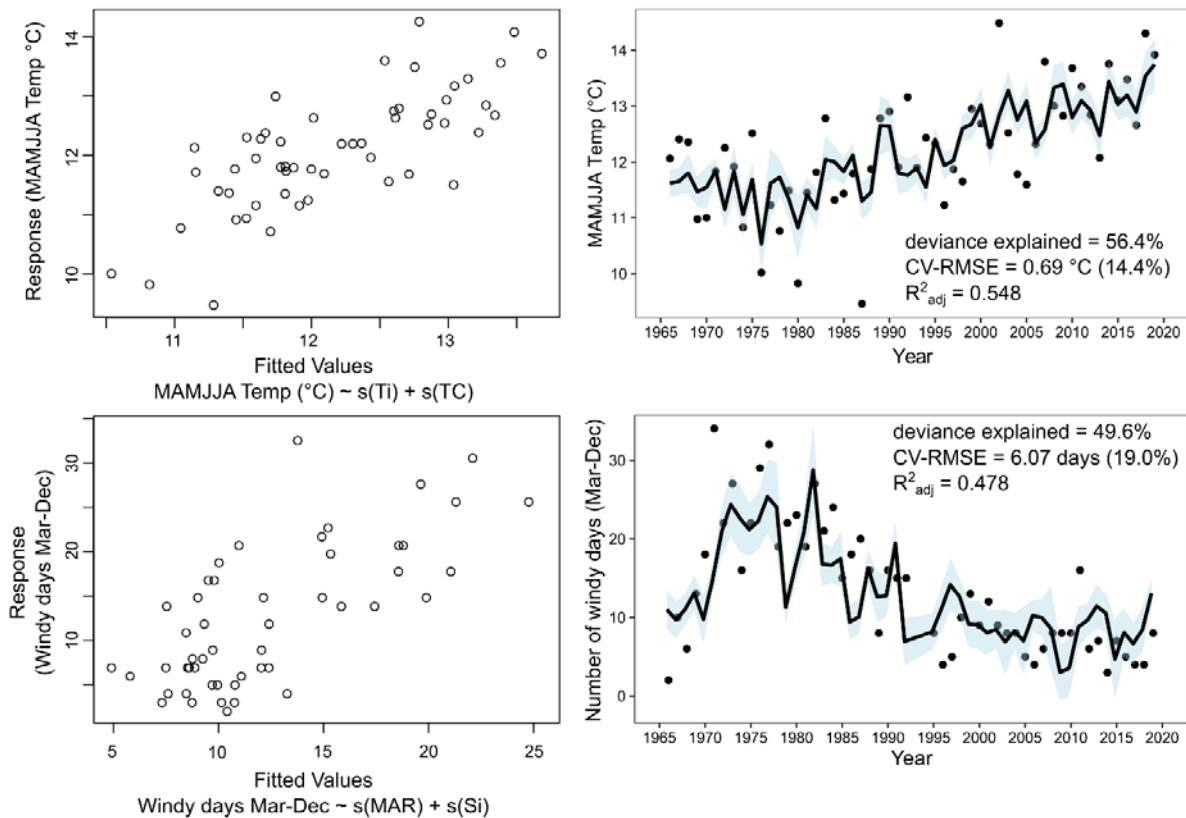 Response (MAMJJA Temp °C)
14
12
10
11
12
13
Fitted Values
MAMJJA Temp (°C) ~ s(Ti) + s(TC)
MAMJJA Temp (°C)
14
13
12
11
10
deviance explained = 56.4%
CV-RMSE = 0.69 °C (14.4%)
R²adj = 0.548
1965 1970 1975 1980 1985 1990 1995 2000 2005 2010 2015 2020
Year
Response
(Windy days Mar-Dec)
30
20
10
5
10
15
20
25
Fitted Values
Windy days Mar-Dec ~ s(MAR) + s(Si)
Number of windy days (Mar-Dec)
30
20
10
0
deviance explained = 49.6%
CV-RMSE = 6.07 days (19.0%)
R²adj = 0.478
1965 1970 1975 1980 1985 1990 1995 2000 2005 2010 2015 2020
Year